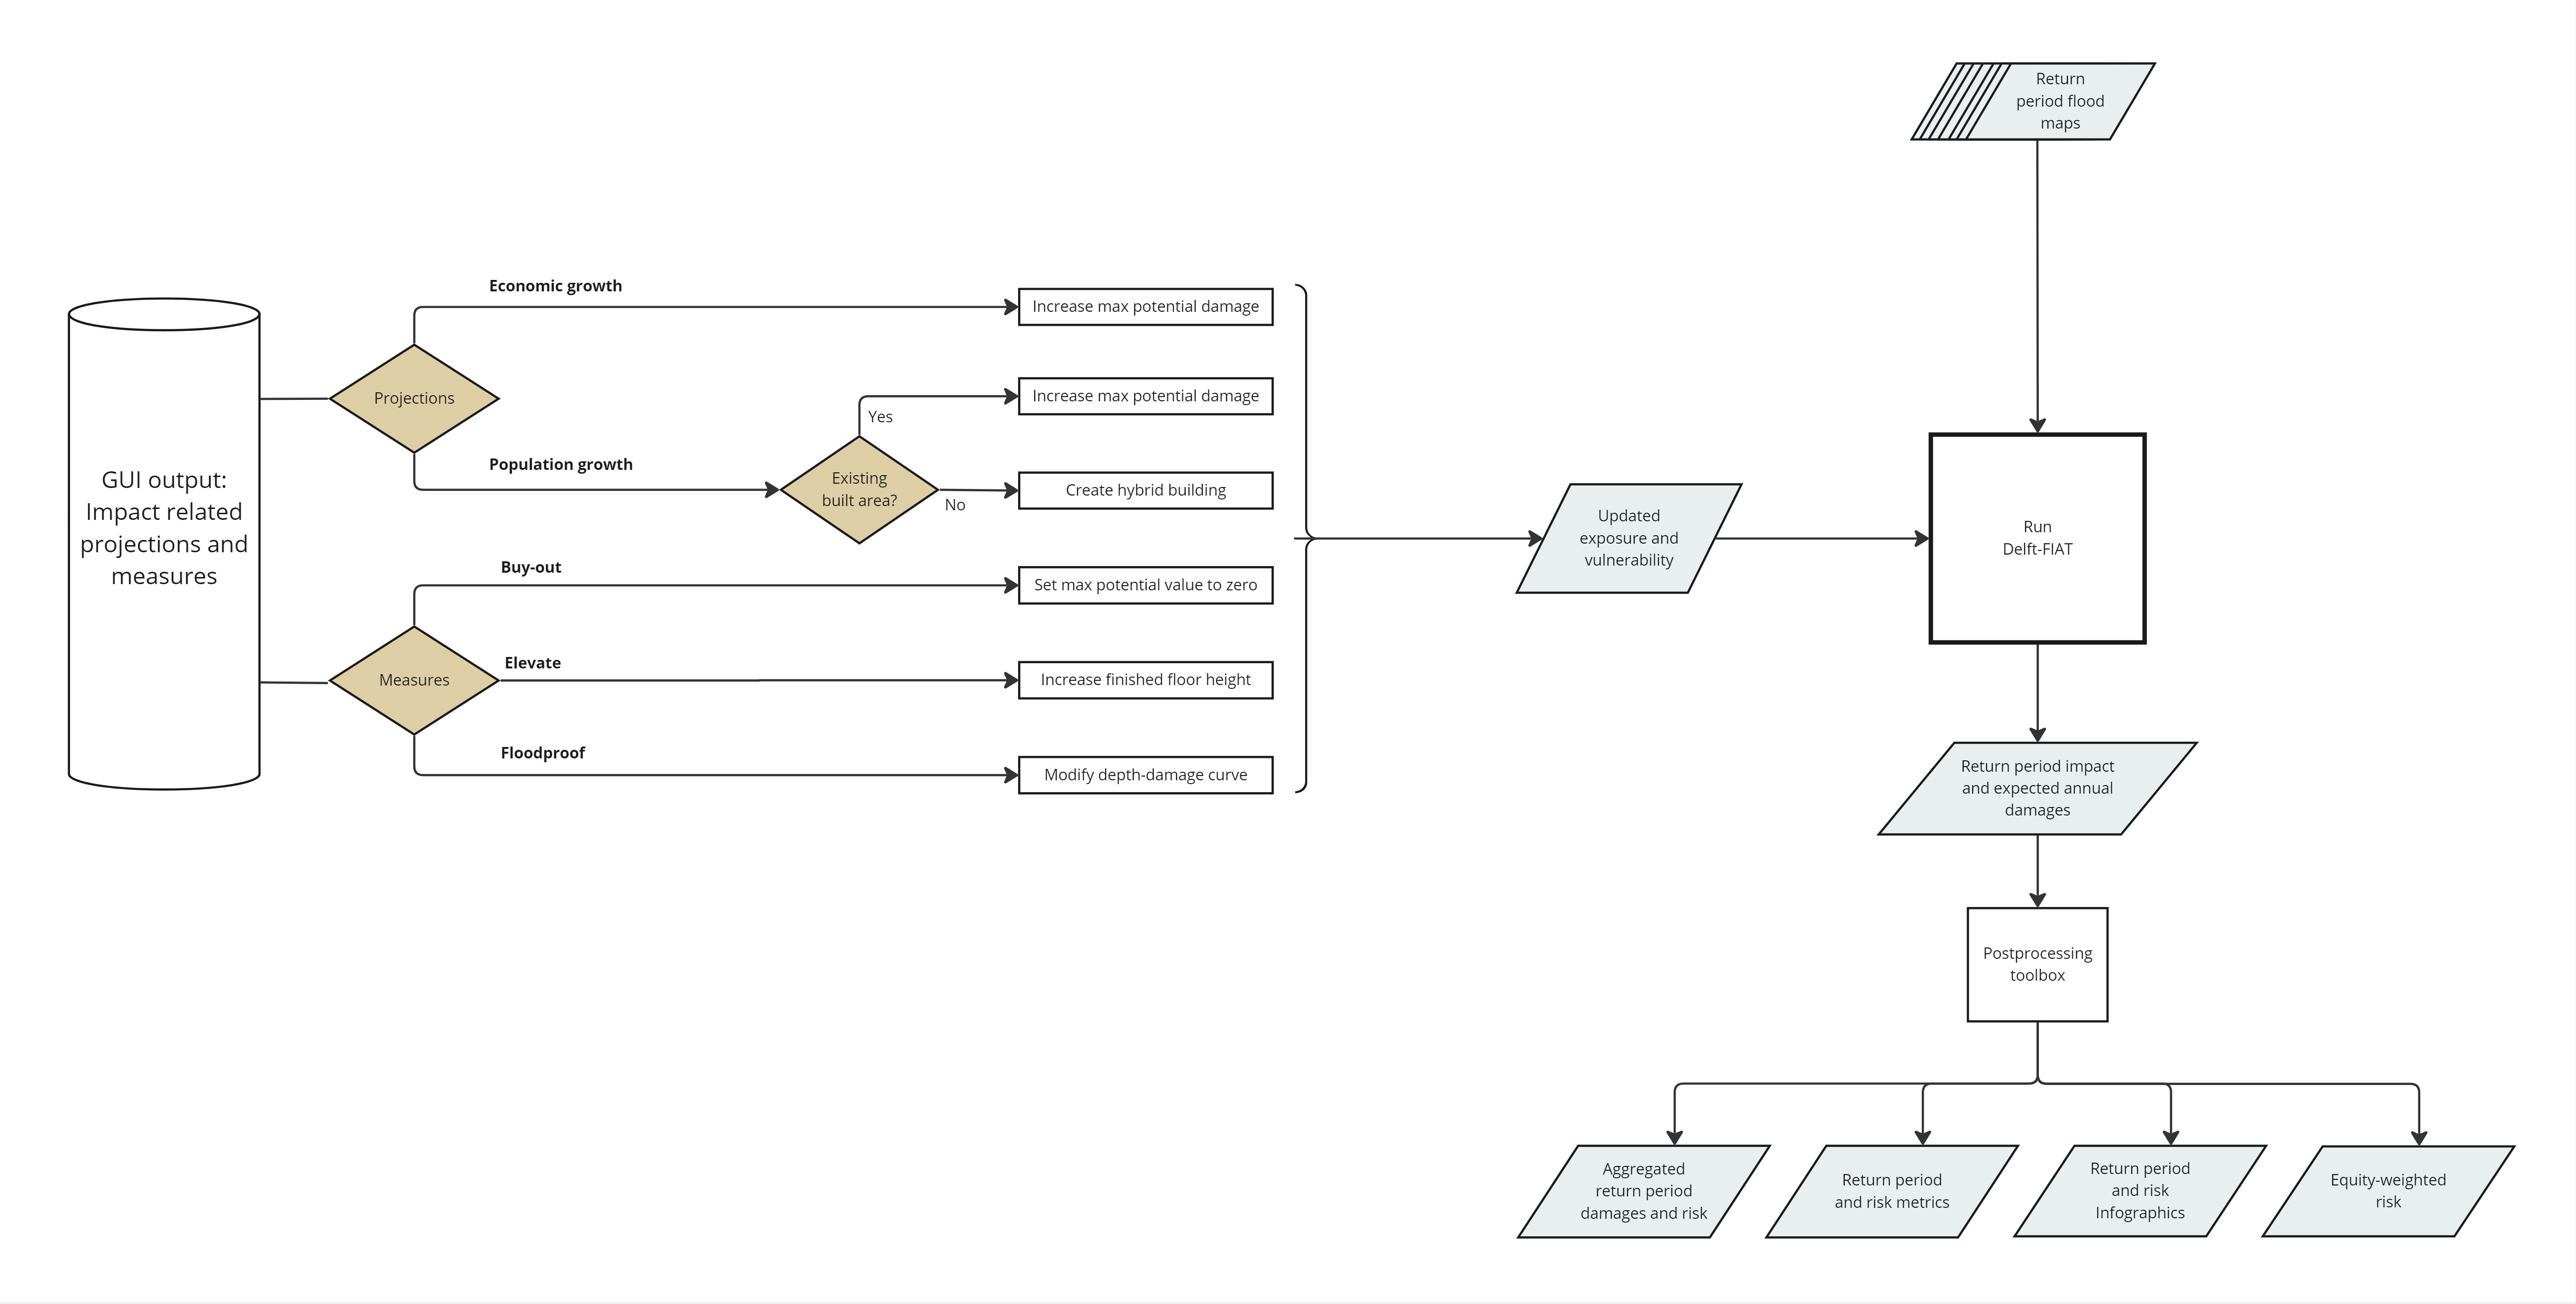 Return
period flood
maps
Economic growth
Increase max potential damage
Projections
Increase max potential damage
Yes
Population growth
Existing
built area?
No
Create hybrid building
GUI output:
Impact related
projections and
measures
Buy-out
Set max potential value to zero
Measures
Elevate
Increase finished floor height
Floodproof
Modify depth-damage curve
Updated
exposure and
vulnerability
Run
Delft-FIAT
Return period impact
and expected annual
damages
Postprocessing
toolbox
Aggregated
return period
damages and risk
Return period
and risk metrics
Return period
and risk
Infographics
Equity-weighted
risk